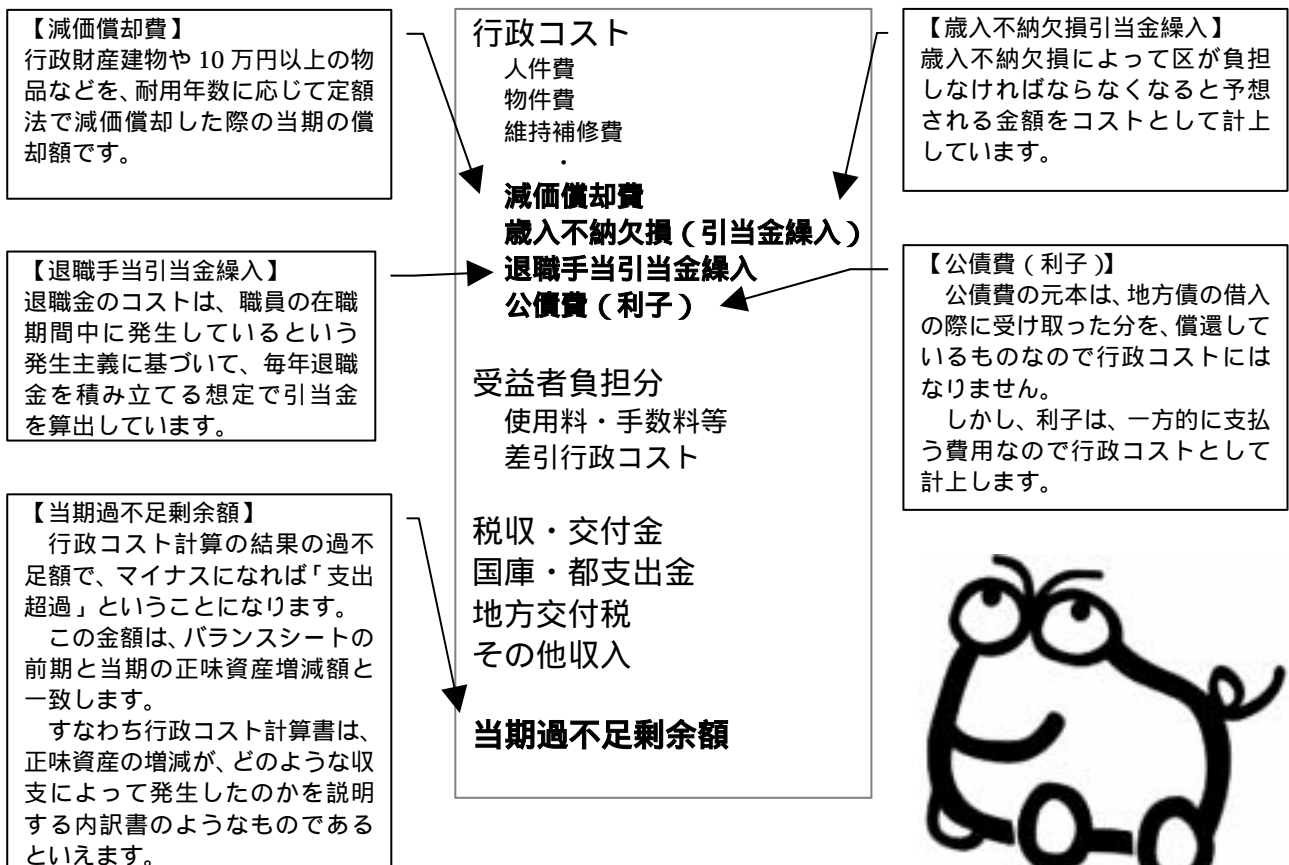 【減価償却費】
行政財産建物や 10 万円以上の物
品などを、耐用年数に応じて定額
法で減価償却した際の当期の償
却額です。
【退職手当引当金繰入】
退職金のコストは、職員の在職
期間中に発生しているという
発生主義に基づいて、毎年退職
金を積み立てる想定で引当金
を算出しています。
【当期過不足剰余額】
行政コスト計算の結果の過不
足額で、マイナスになれば「支出
超過」ということになります。
この金額は、バランスシートの
前期と当期の正味資産増減額と
一致します。
すなわち行政コスト計算書は、
正味資産の増減が、どのような収
支によって発生したのかを説明
する内訳書のようなものである
といえます。
行政コスト
人件費
物件費
維持補修費
・
減価償却費
歳入不納欠損（引当金繰入）
退職手当引当金繰入
公債費（利子）
受益者負担分
使用料・手数料等
差引行政コスト
税収・交付金
国庫・都支出金
地方交付税
その他収入
当期過不足剰余額
【歳入不納欠損引当金繰入】
歳入不納欠損によって区が負担
しなければならなくなると予想
される金額をコストとして計上
しています。
【公債費（利子）】
公債費の元本は、地方債の借入
の際に受け取った分を、償還して
いるものなので行政コストには
なりません。
しかし、利子は、一方的に支払
う費用なので行政コストとして
計上します。